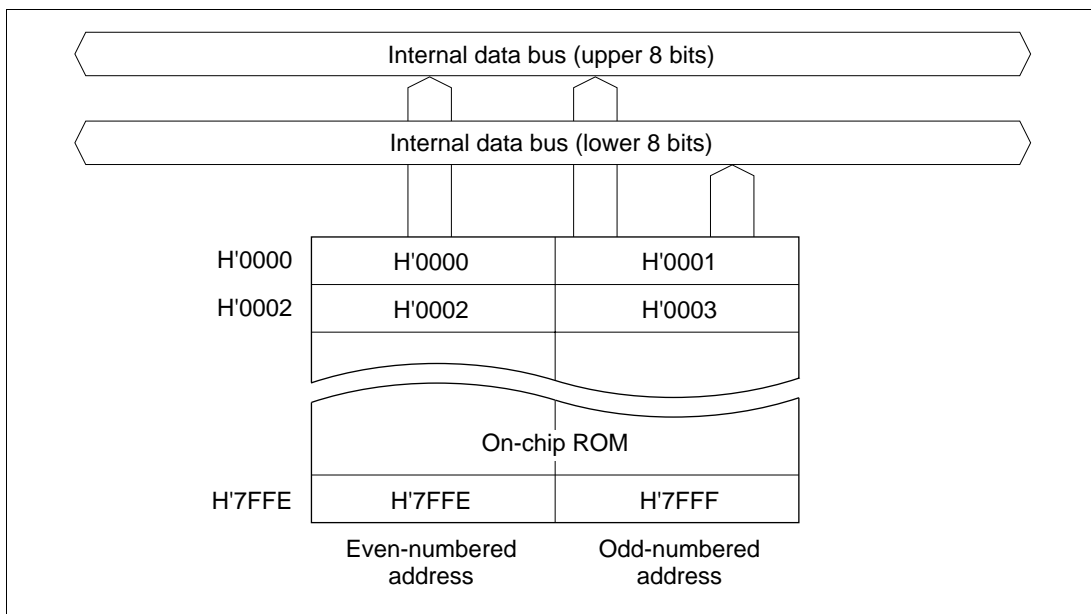 Internal data bus (upper 8 bits)
Internal data bus (lower 8 bits)
H'0000 H'0000 H'0001
H'0002 H'0002 H'0003
On-chip ROM
H'7FFE H'7FFE H'7FFF
Even-numbered Odd-numbered
address address